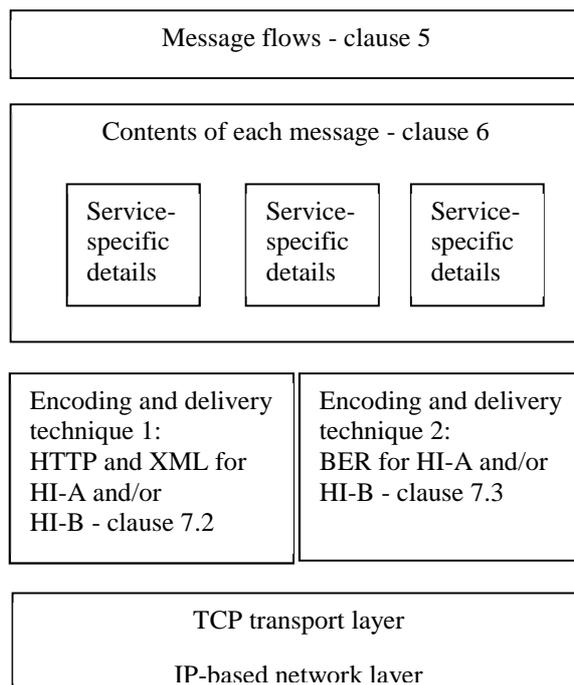 Message flows - clause 5
Contents of each message - clause 6
Service-
specific
details
Service-
specific
details
Service-
specific
details
Encoding and delivery
technique 1:
HTTP and XML for
HI-A and/or
HI-B - clause 7.2
Encoding and delivery
technique 2:
BER for HI-A and/or
HI-B - clause 7.3
TCP transport layer
IP-based network layer